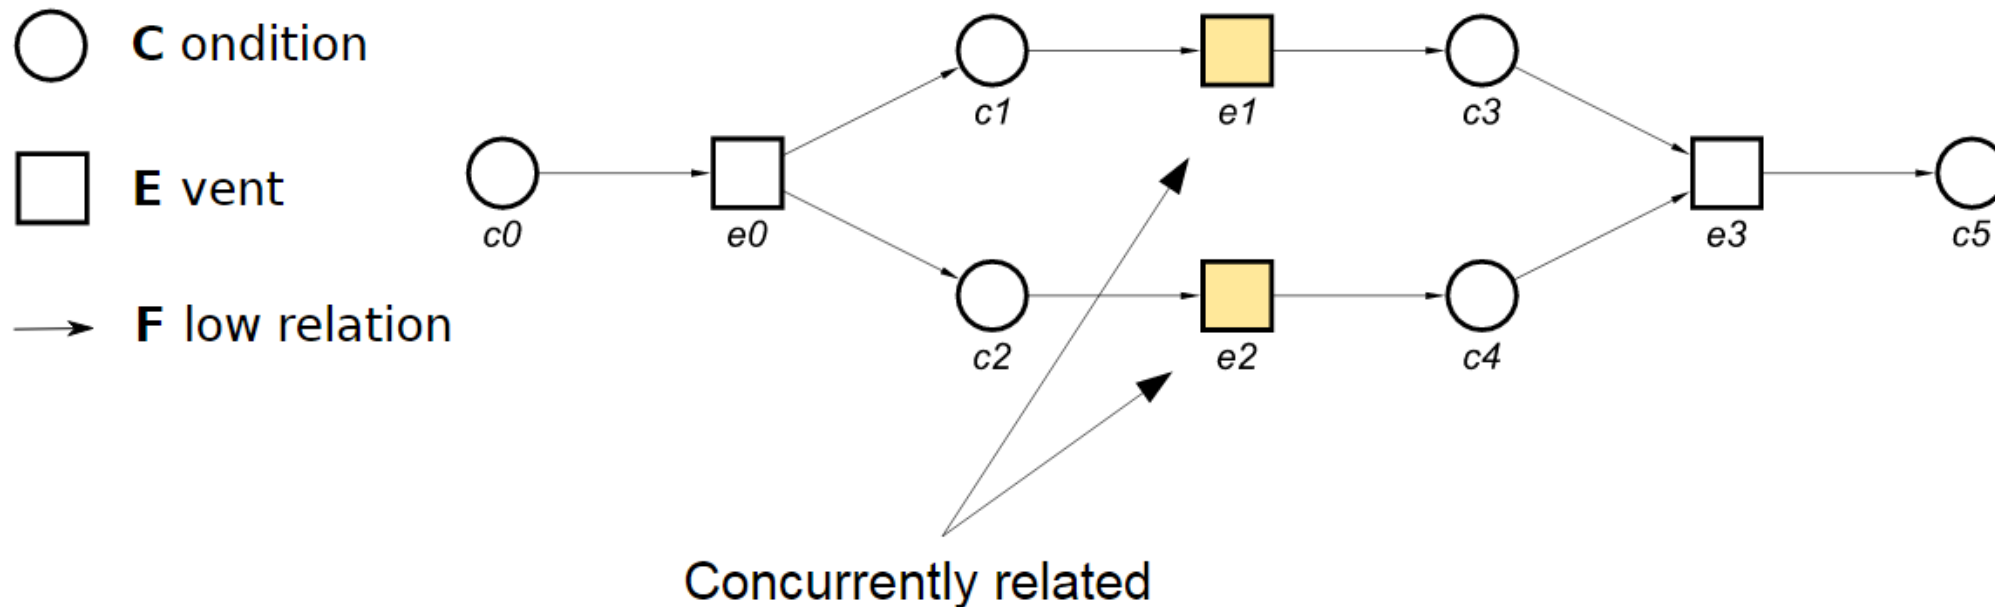 C ondition
E vent
F low relation
c0
e0
c1
e1
c3
c2
e2
c4
e3
c5
Concurrently related